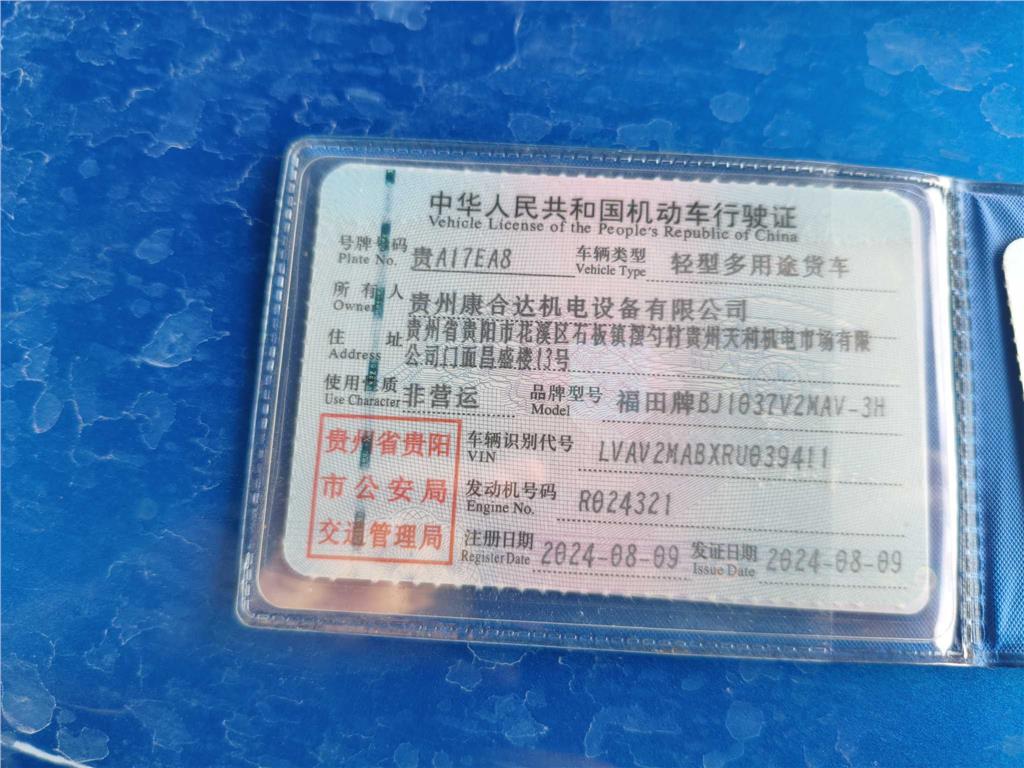 中华人民共和国机动车行驶证
Vehicle License of the People's Republic of China
号牌号码 贵A17EA8 车辆类型 轻型多用途货车
Plate No. Vehicle Type
所有人 贵州康合达机电设备有限公司
Owner
住址 贵州省贵阳市花溪区石板镇摆勺村贵州天利机电市场有限
Address 公司门面昌盛楼13号
使用性质 非营运 品牌型号 福田牌BJ1037V2MAV-3H
Use Character Model
贵州省贵阳
市公安局
交通管理局
车辆识别代号 LVAV2MABXRU039411
VIN
发动机号码 R024321
Engine No.
注册日期 2024-08-09 发证日期 2024-08-09
Register Date Issue Date